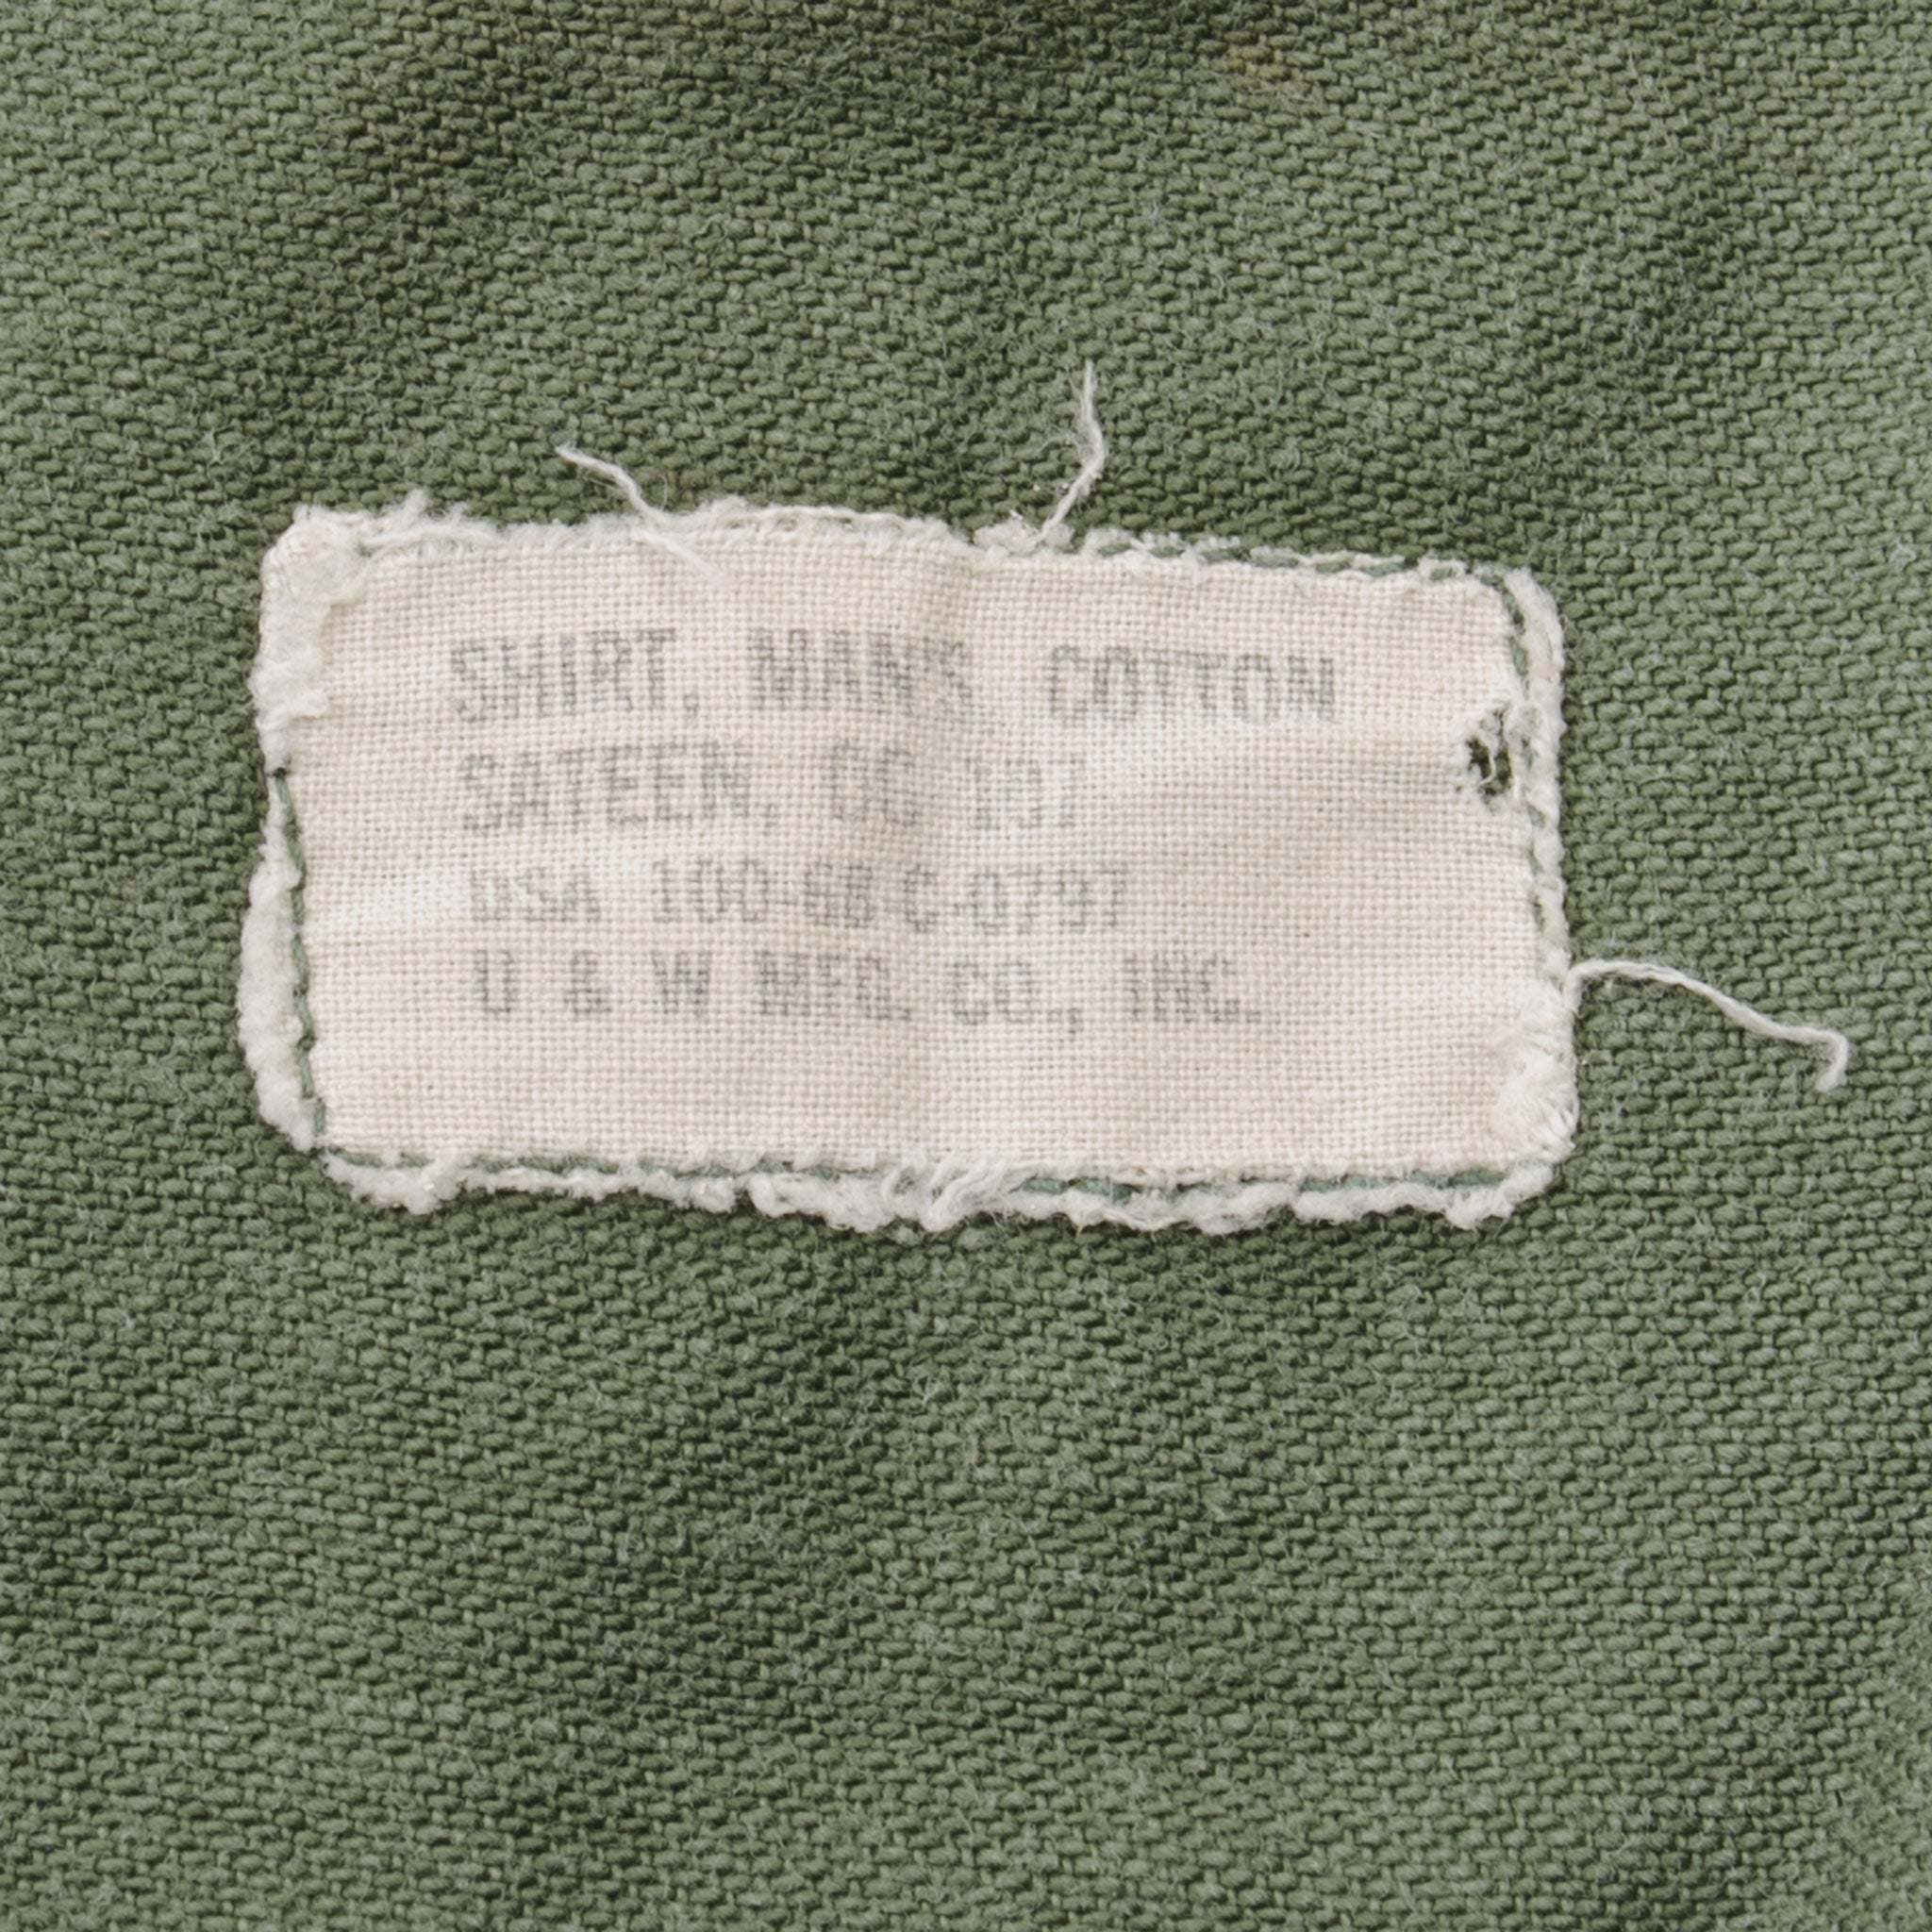 SHIRT, MAN'S COTTON
SATEEN, OG 107
DSA 100-68-C-0797
U & W MFG. CO., INC.